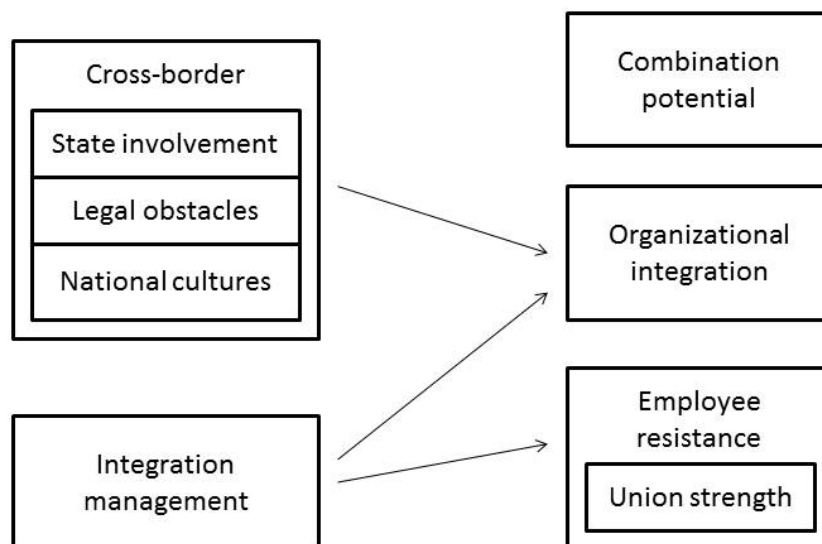 Cross-border
State involvement
Legal obstacles
National cultures
Integration
management
Combination
potential
Organizational
integration
Employee
resistance
Union strength